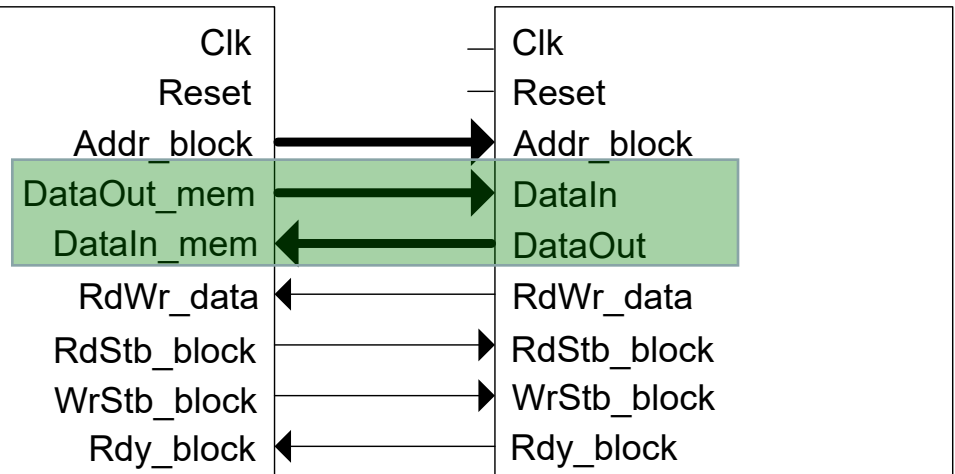 Clk Clk
Reset Reset
Addr_block Addr_block
DataOut_mem DataIn
DataIn_mem DataOut
RdWr_data RdWr_data
RdStb_block RdStb_block
WrStb_block WrStb_block
Rdy_block Rdy_block